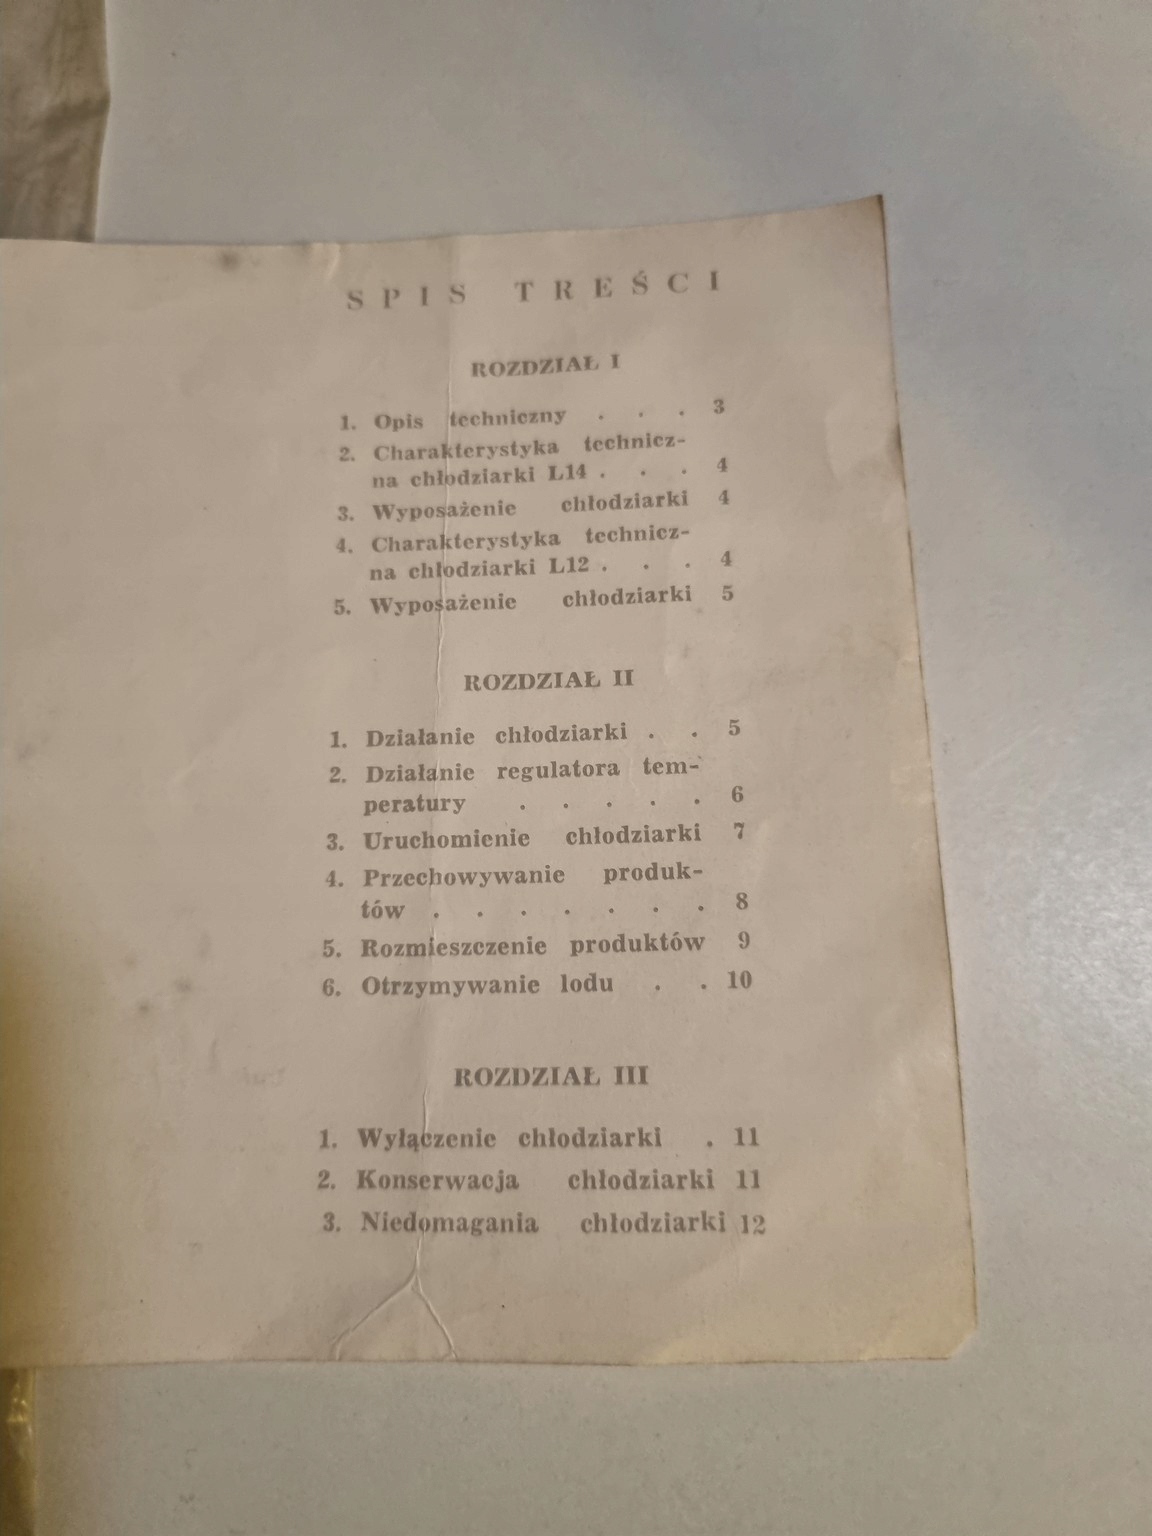 SPIS TREŚCI
ROZDZIAŁ I
1. Opis techniczny . . . 3
2. Charakterystyka technicz-
na chłodziarki L14 . . . 4
3. Wyposażenie chłodziarki 4
4. Charakterystyka technicz-
na chłodziarki L12 . . . 4
5. Wyposażenie chłodziarki 5
ROZDZIAŁ II
1. Działanie chłodziarki . . 5
2. Działanie regulatora tem-
peratury . . . . . 6
3. Uruchomienie chłodziarki 7
4. Przechowywanie produk-
tów . . . . . . . 8
5. Rozmieszczenie produktów 9
6. Otrzymywanie lodu . . 10
ROZDZIAŁ III
1. Wyłączenie chłodziarki . 11
2. Konserwacja chłodziarki 11
3. Niedomagania chłodziarki 12